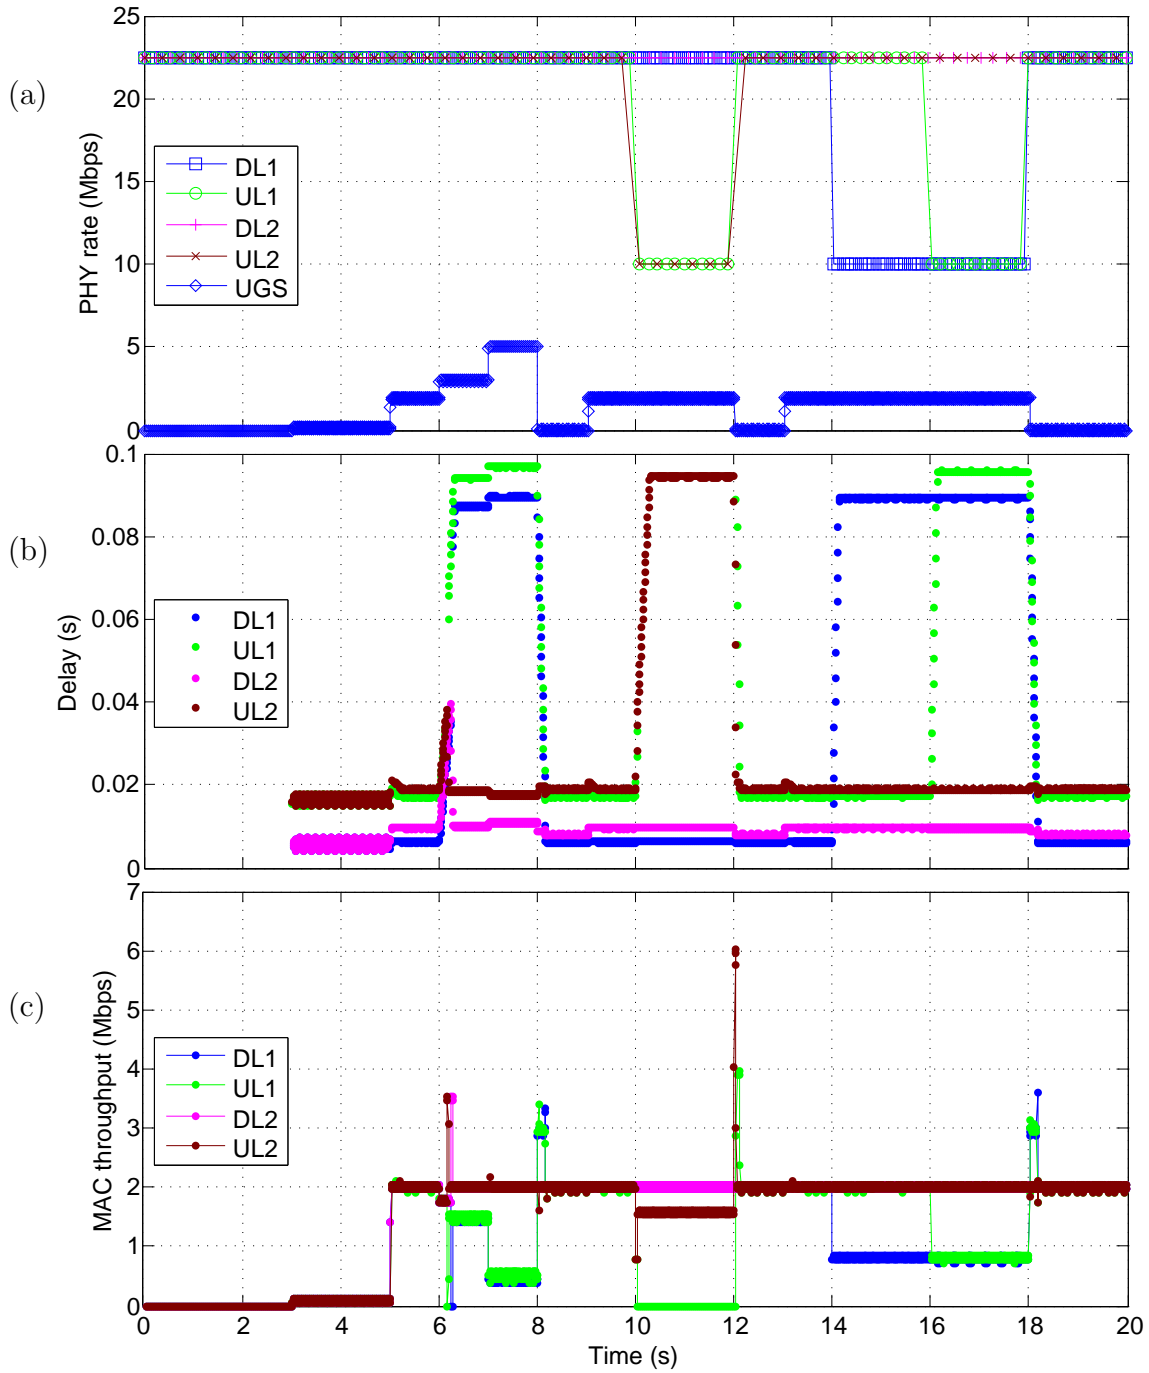 (a)
PHY rate (Mbps)
25
20
15
10
5
0
DL1
UL1
DL2
UL2
UGS
(b)
Delay (s)
0.1
0.08
0.06
0.04
0.02
0
DL1
UL1
DL2
UL2
(c)
MAC throughput (Mbps)
7
6
5
4
3
2
1
0
DL1
UL1
DL2
UL2
0 2 4 6 8 10 12 14 16 18 20
Time (s)